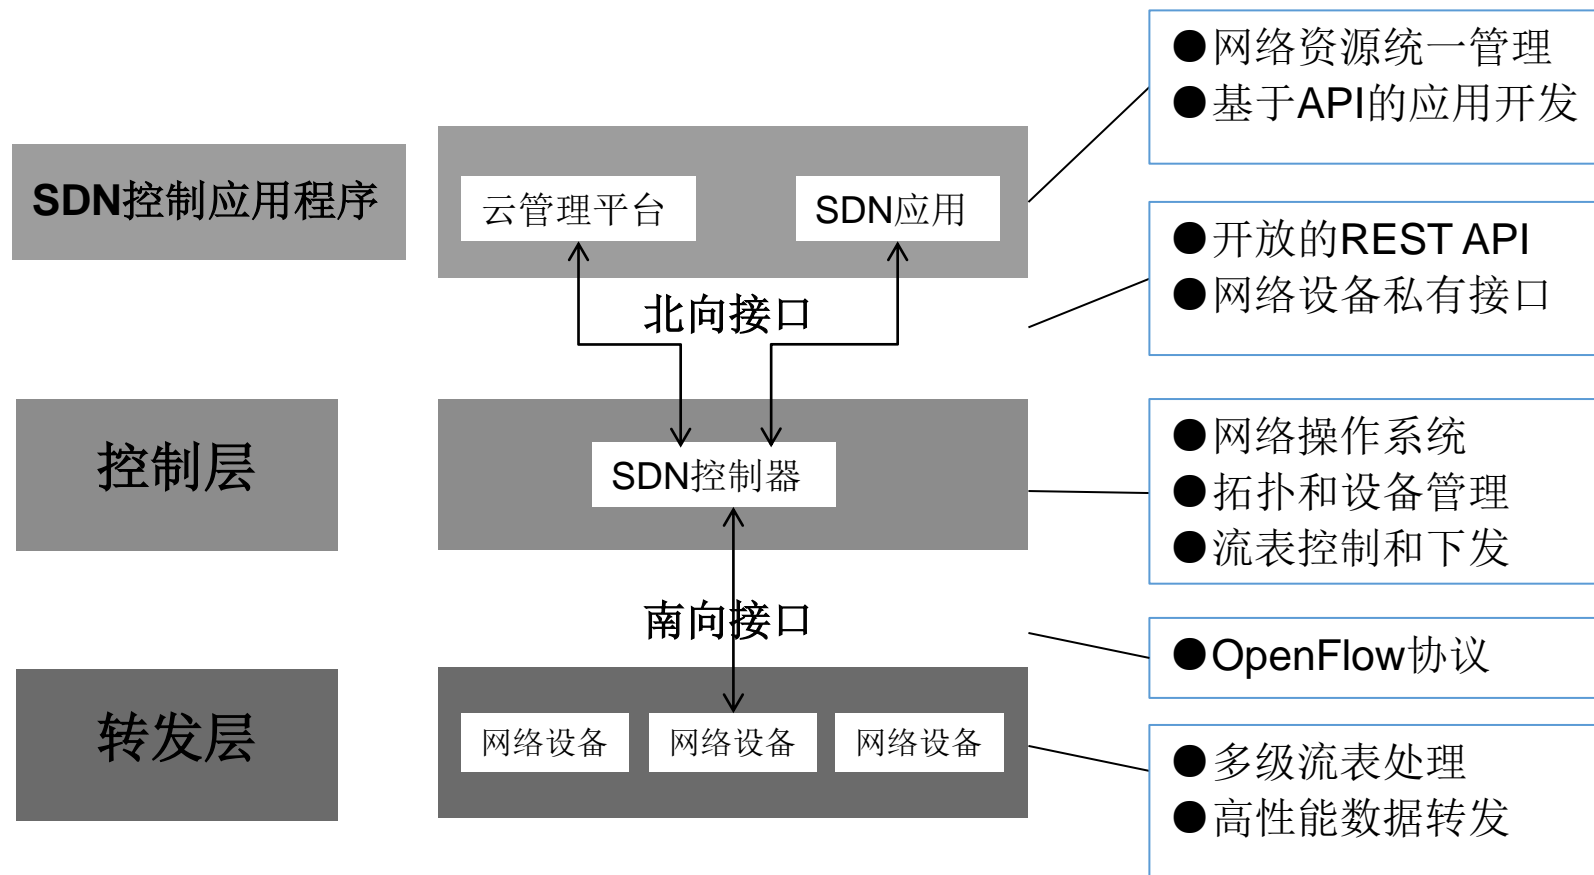 SDN控制应用程序
云管理平台
SDN应用
●网络资源统一管理
●基于API的应用开发
北向接口
●开放的REST API
●网络设备私有接口
控制层
SDN控制器
●网络操作系统
●拓扑和设备管理
●流表控制和下发
南向接口
●OpenFlow协议
转发层
网络设备
网络设备
网络设备
●多级流表处理
●高性能数据转发